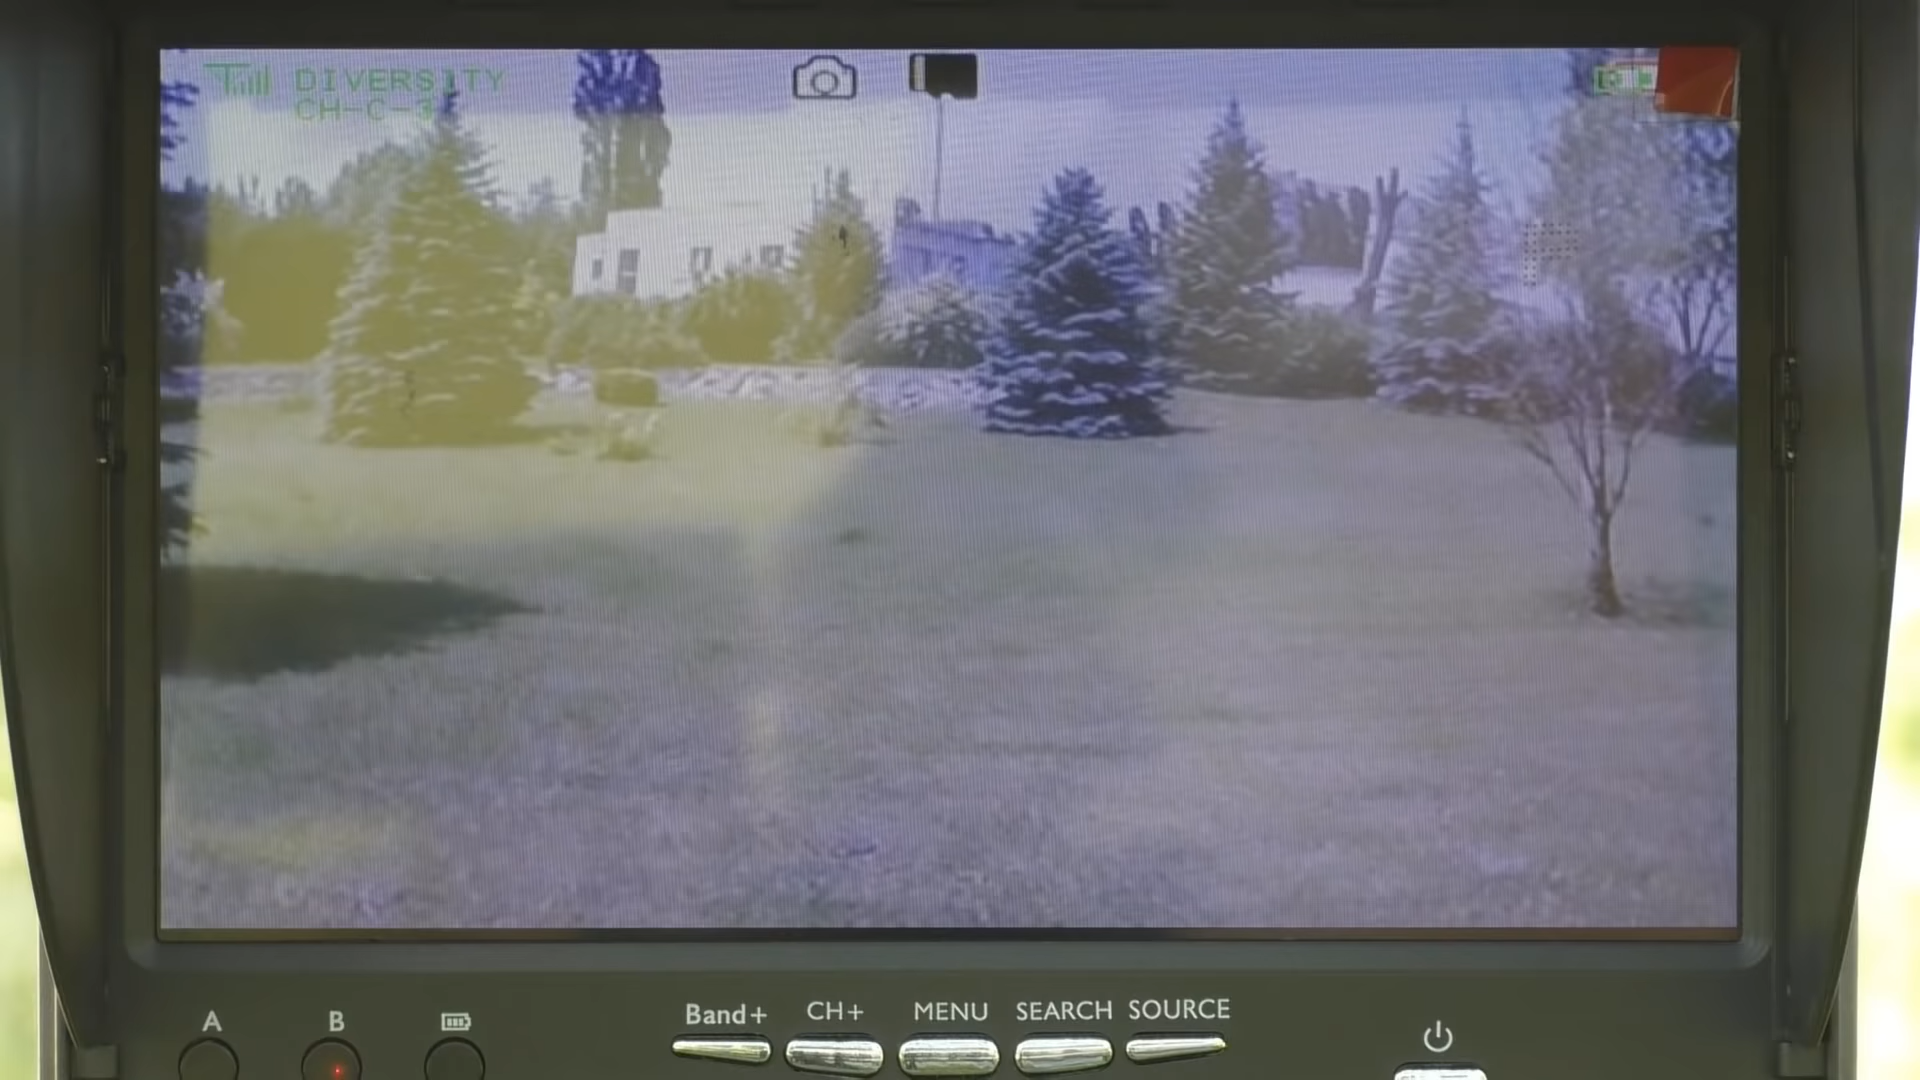 DIVERSITY
CH-C-3
A
B
Band+
CH+
MENU
SEARCH
SOURCE